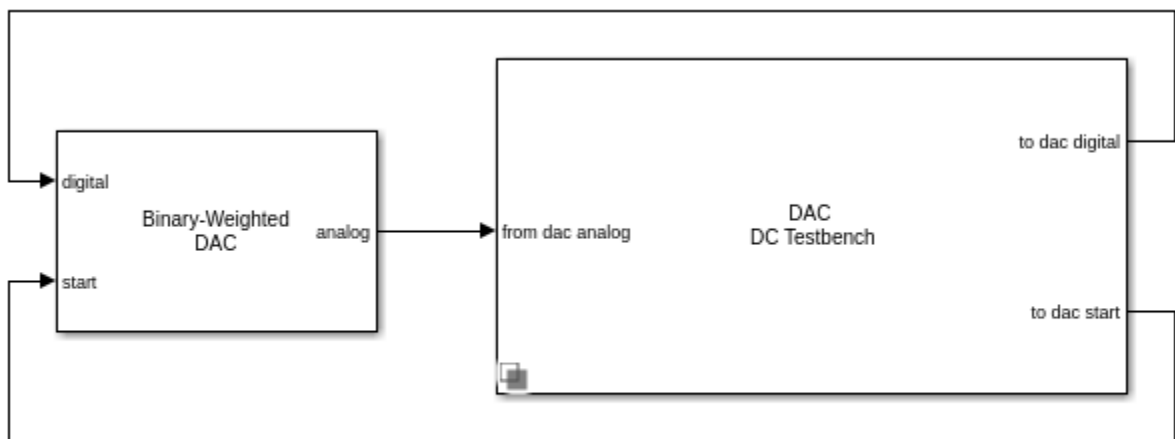 to dac digital
digital
Binary-Weighted
DAC
analog
start
from dac analog
DAC
DC Testbench
to dac start